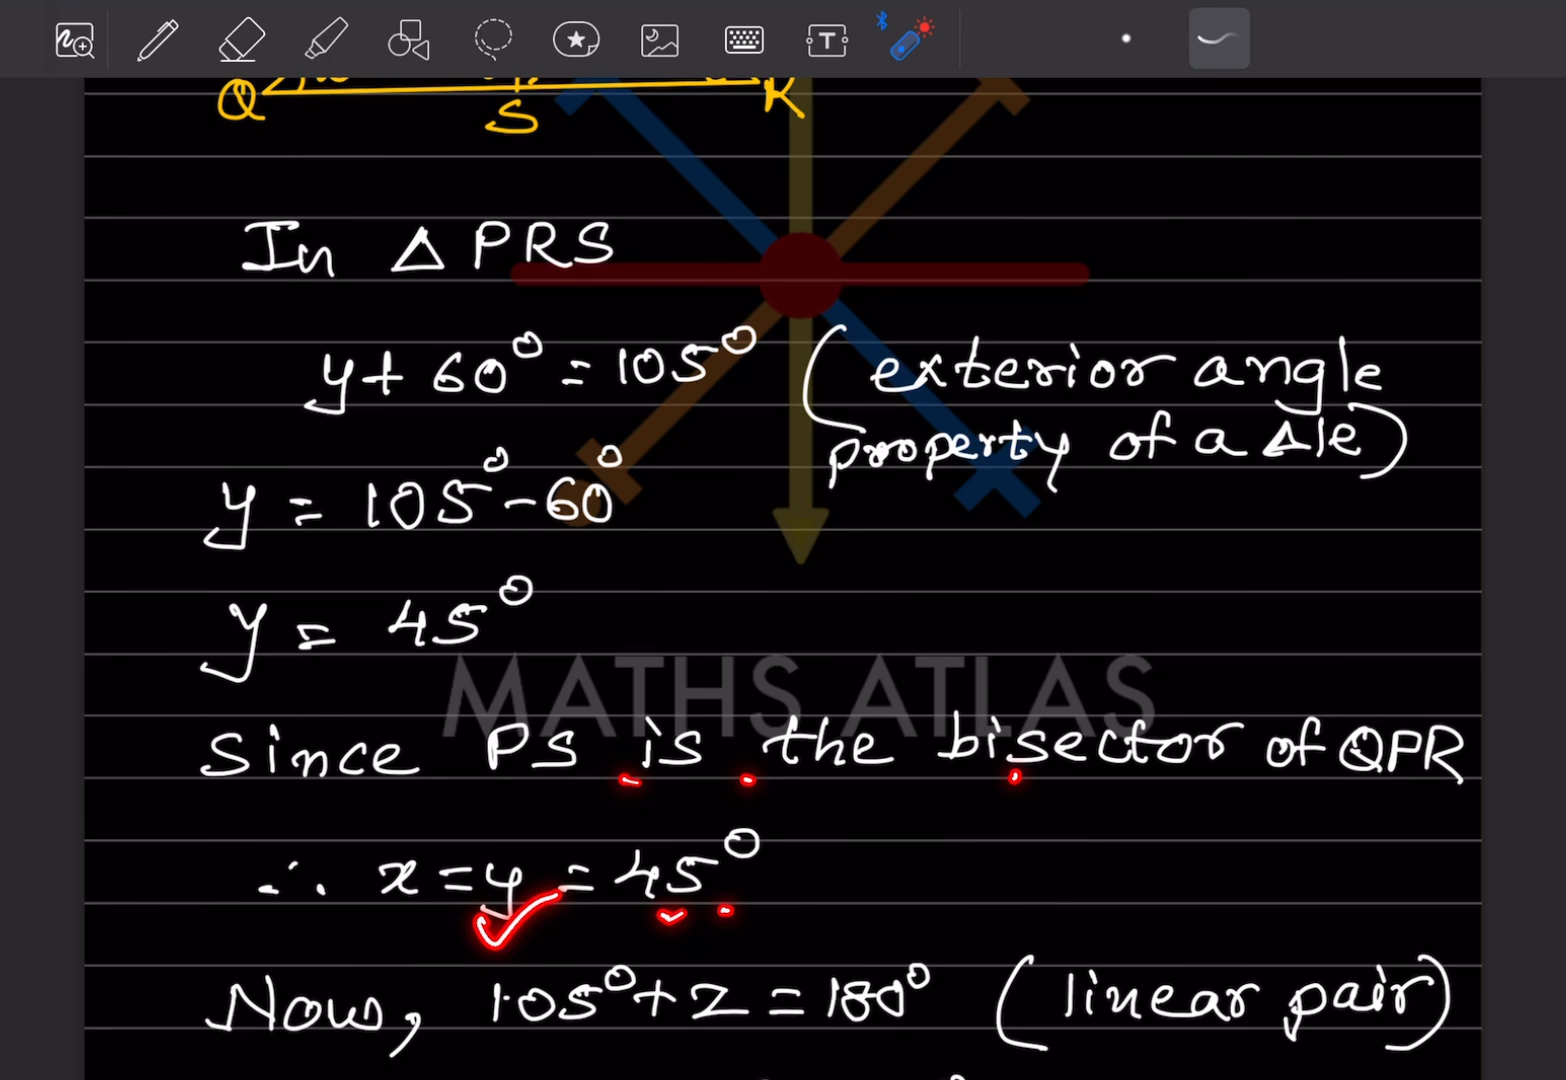 Q S R
In Δ PRS
y + 60° = 105° (exterior angle
property of a Δle)
y = 105° - 60°
y = 45°
MATHS ATLAS
Since PS is the bisector of QPR
∴ x = y = 45°
Now, 105° + z = 180° (linear pair)